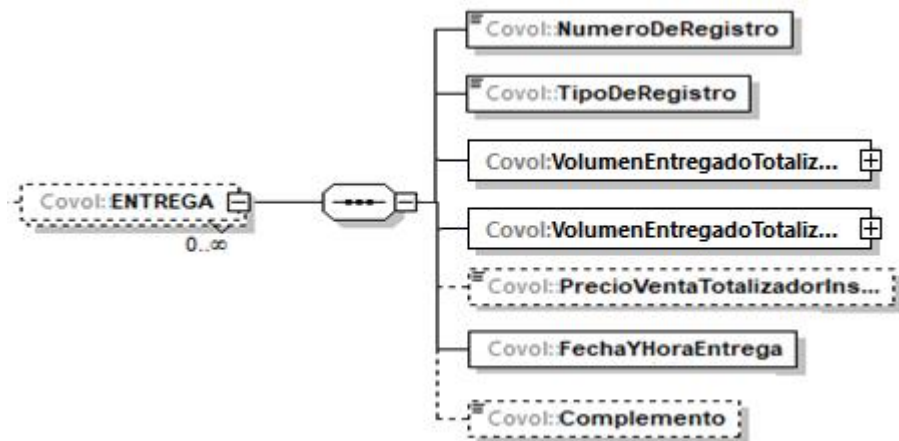 Covol::NumeroDeRegistro
Covol::TipoDeRegistro
Covol:VolumenEntregadoTotaliz...
Covol::ENTREGA
0..∞
Covol:VolumenEntregadoTotaliz...
Covol::PrecioVentaTotalizadorIns...
Covol::FechaYHoraEntrega
Covol::Complemento